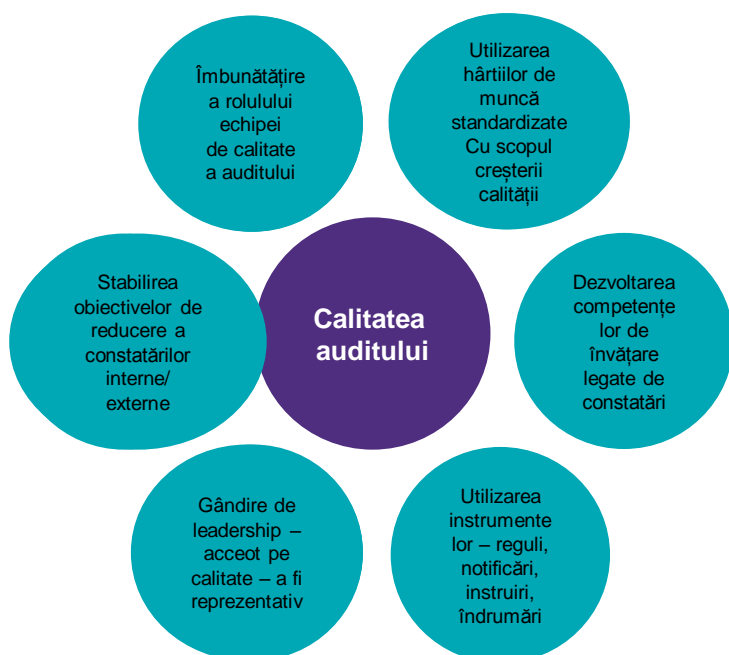 Îmbunătățire
a rolulului
echipei
de calitate
a auditului
Utilizarea
hârtiilor de
muncă
standardizate
Cu scopul
creșterii
calității
Stabilirea
obiectivelor de
reducere a
constatărilor
interne/
externe
Calitatea
auditului
Dezvoltarea
competențe
lor de
învățare
legate de
constatări
Gândire de
leadership –
acceot pe
calitate – a fi
reprezentativ
Utilizarea
instrumente
lor – reguli,
notificări,
instruiri,
îndrumări